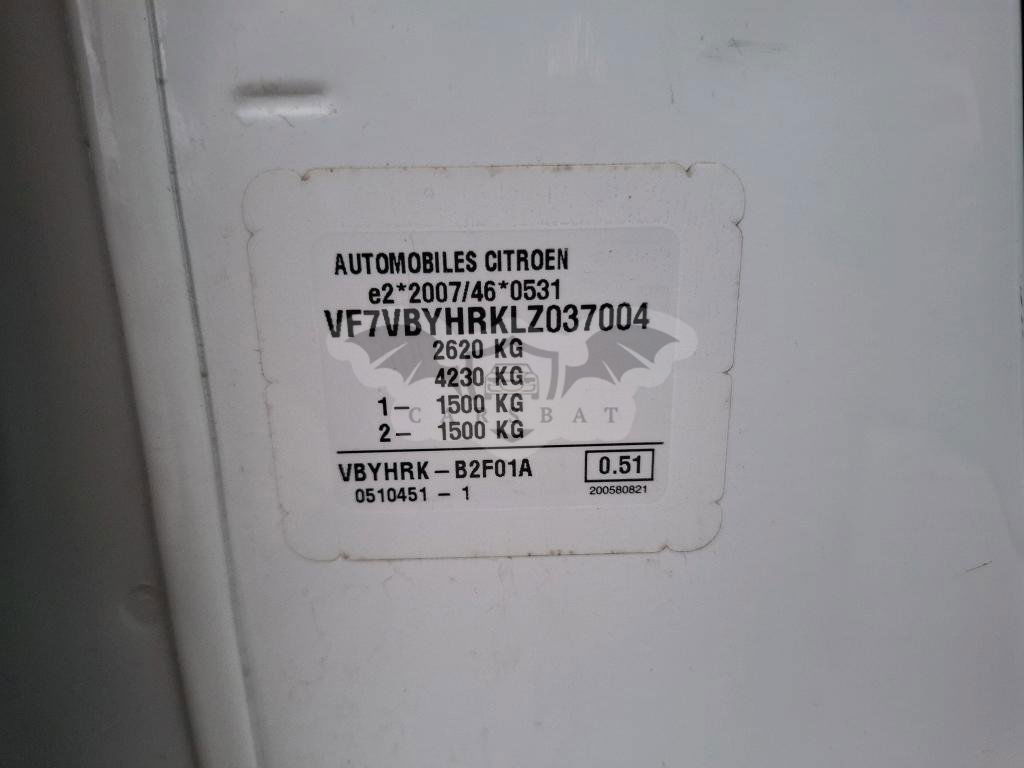 AUTOMOBILES CITROEN
e2*2007/46*0531
VF7VBYHRKLZ037004
2620 KG
4230 KG
1- 1500 KG
2- 1500 KG
CARSBAT
VBYHRK-B2F01A 0.51
0510451-1 200580821